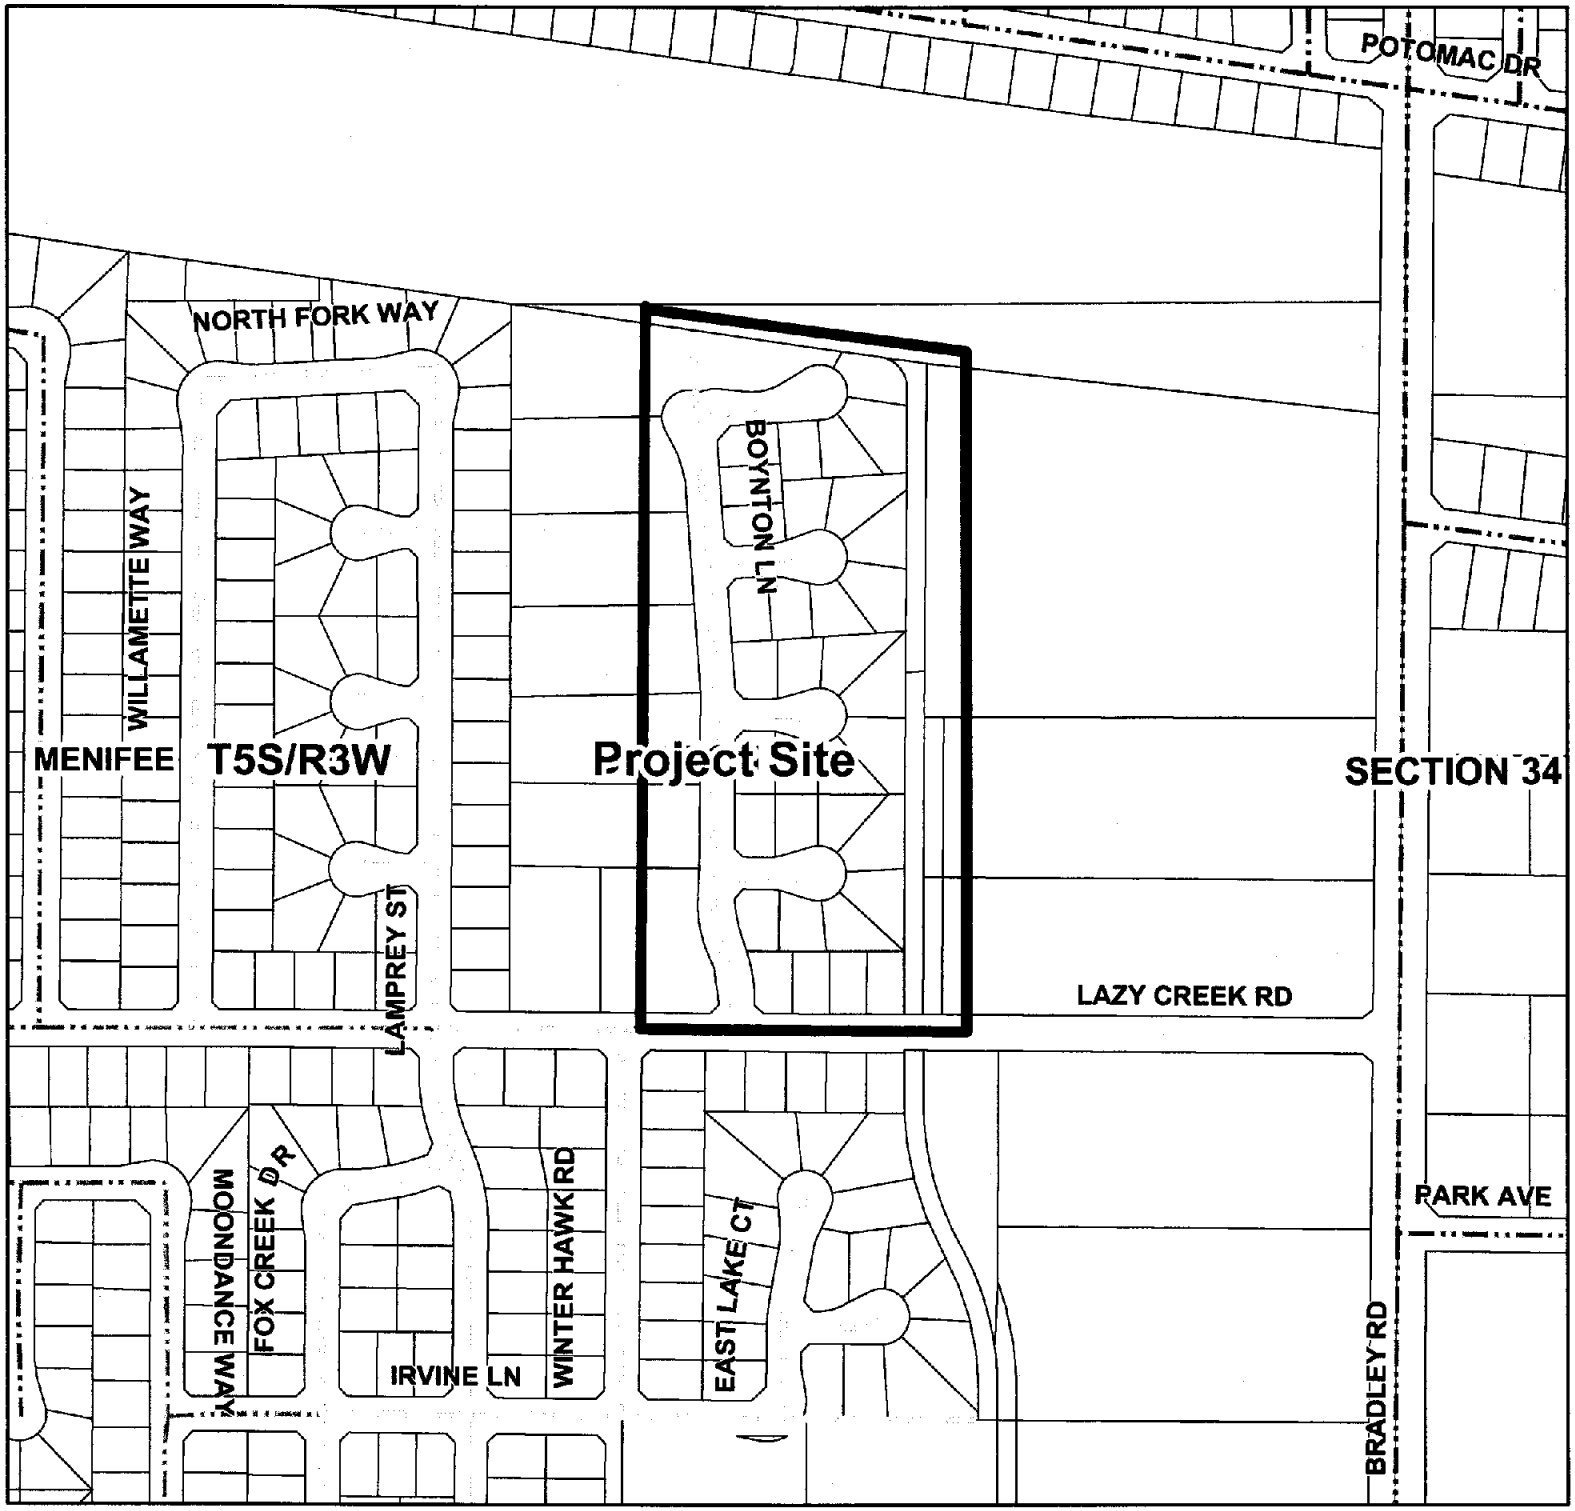 POTOMAC DR
NORTH FORK WAY
BOYNTON LN
WILLAMETTE WAY
MENIFEE
T5S/R3W
Project Site
SECTION 34
LAMPREY ST
LAZY CREEK RD
MOONDANCE WAY
FOX CREEK DR
WINTER HAWK RD
EAST LAKE CT
PARK AVE
IRVINE LN
BRADLEY RD